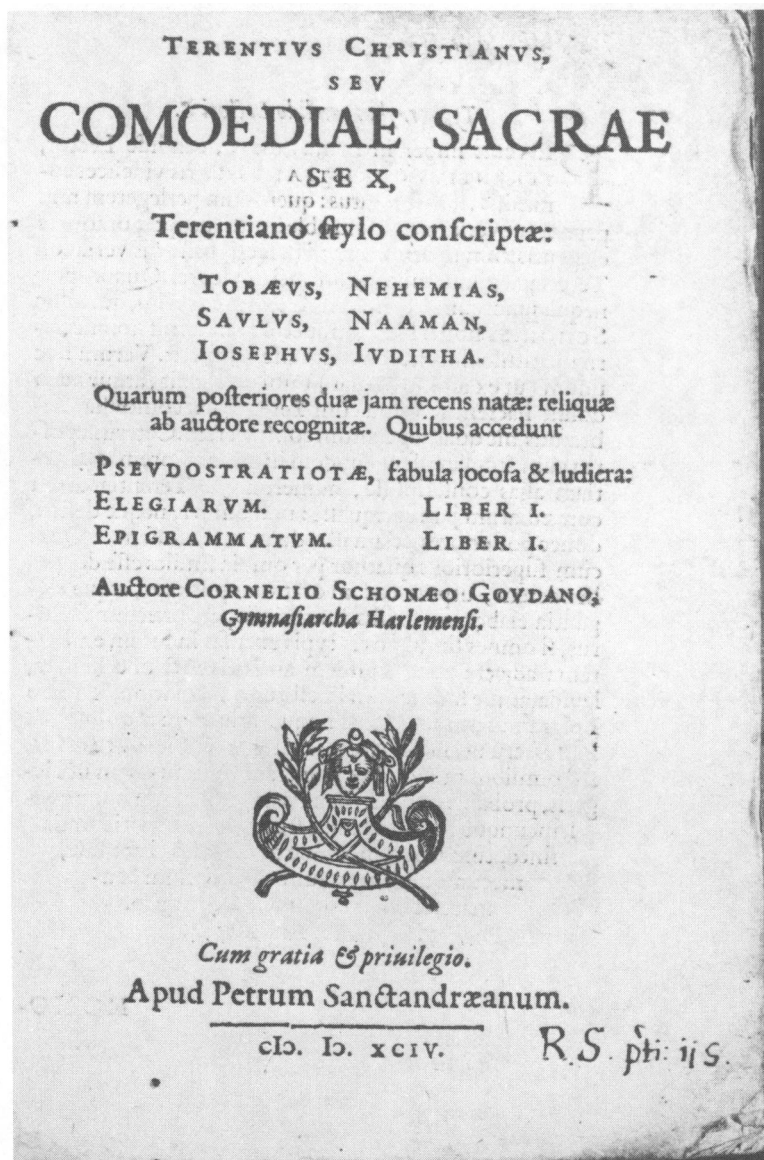 TERENTIVS CHRISTIANVS,
SEV
COMOEDIAE SACRAE
SEX,
Terentiano ſtylo conſcriptæ:
TOBÆVS, NEHEMIAS,
SAVLVS, NAAMAN,
IOSEPHVS, IVDITHA.
Quarum poſteriores duæ jam recens natæ: reliquæ
ab auctore recognitæ. Quibus accedunt
PSEVDOSTRATIOTÆ, fabula jocoſa & ludicra:
ELEGIARVM. LIBER I.
EPIGRAMMATVM. LIBER I.
Auctore CORNELIO SCHONÆO GOVDANO,
Gymnaſiarcha Harlemenſi.
Cum gratia & priuilegio.
Apud Petrum Sanctandræanum.
cIↄ. Iↄ. XCIV.
R. S.